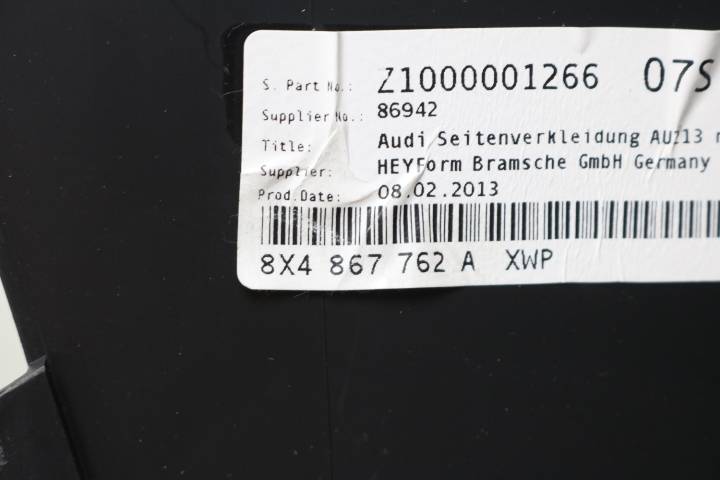 S. Part No.: Z1000001266 07S
Supplier No.: 86942
Title: Audi Seitenverkleidung AU213
Supplier: HEYForm Bramsche GmbH Germany
Prod.Date: 08.02.2013
8X4 867 762 A XWP